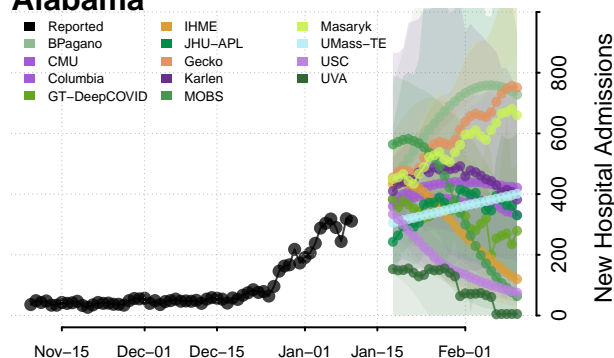 Alabama
Reported
BPagano
CMU
Columbia
GT−DeepCOVID
IHME
JHU−APL
Gecko
Karlen
MOBS
Masaryk
UMass−TE
USC
UVA
0
200
400
600
800
New Hospital Admissions
Nov−15 Dec−01 Dec−15 Jan−01 Jan−15 Feb−01